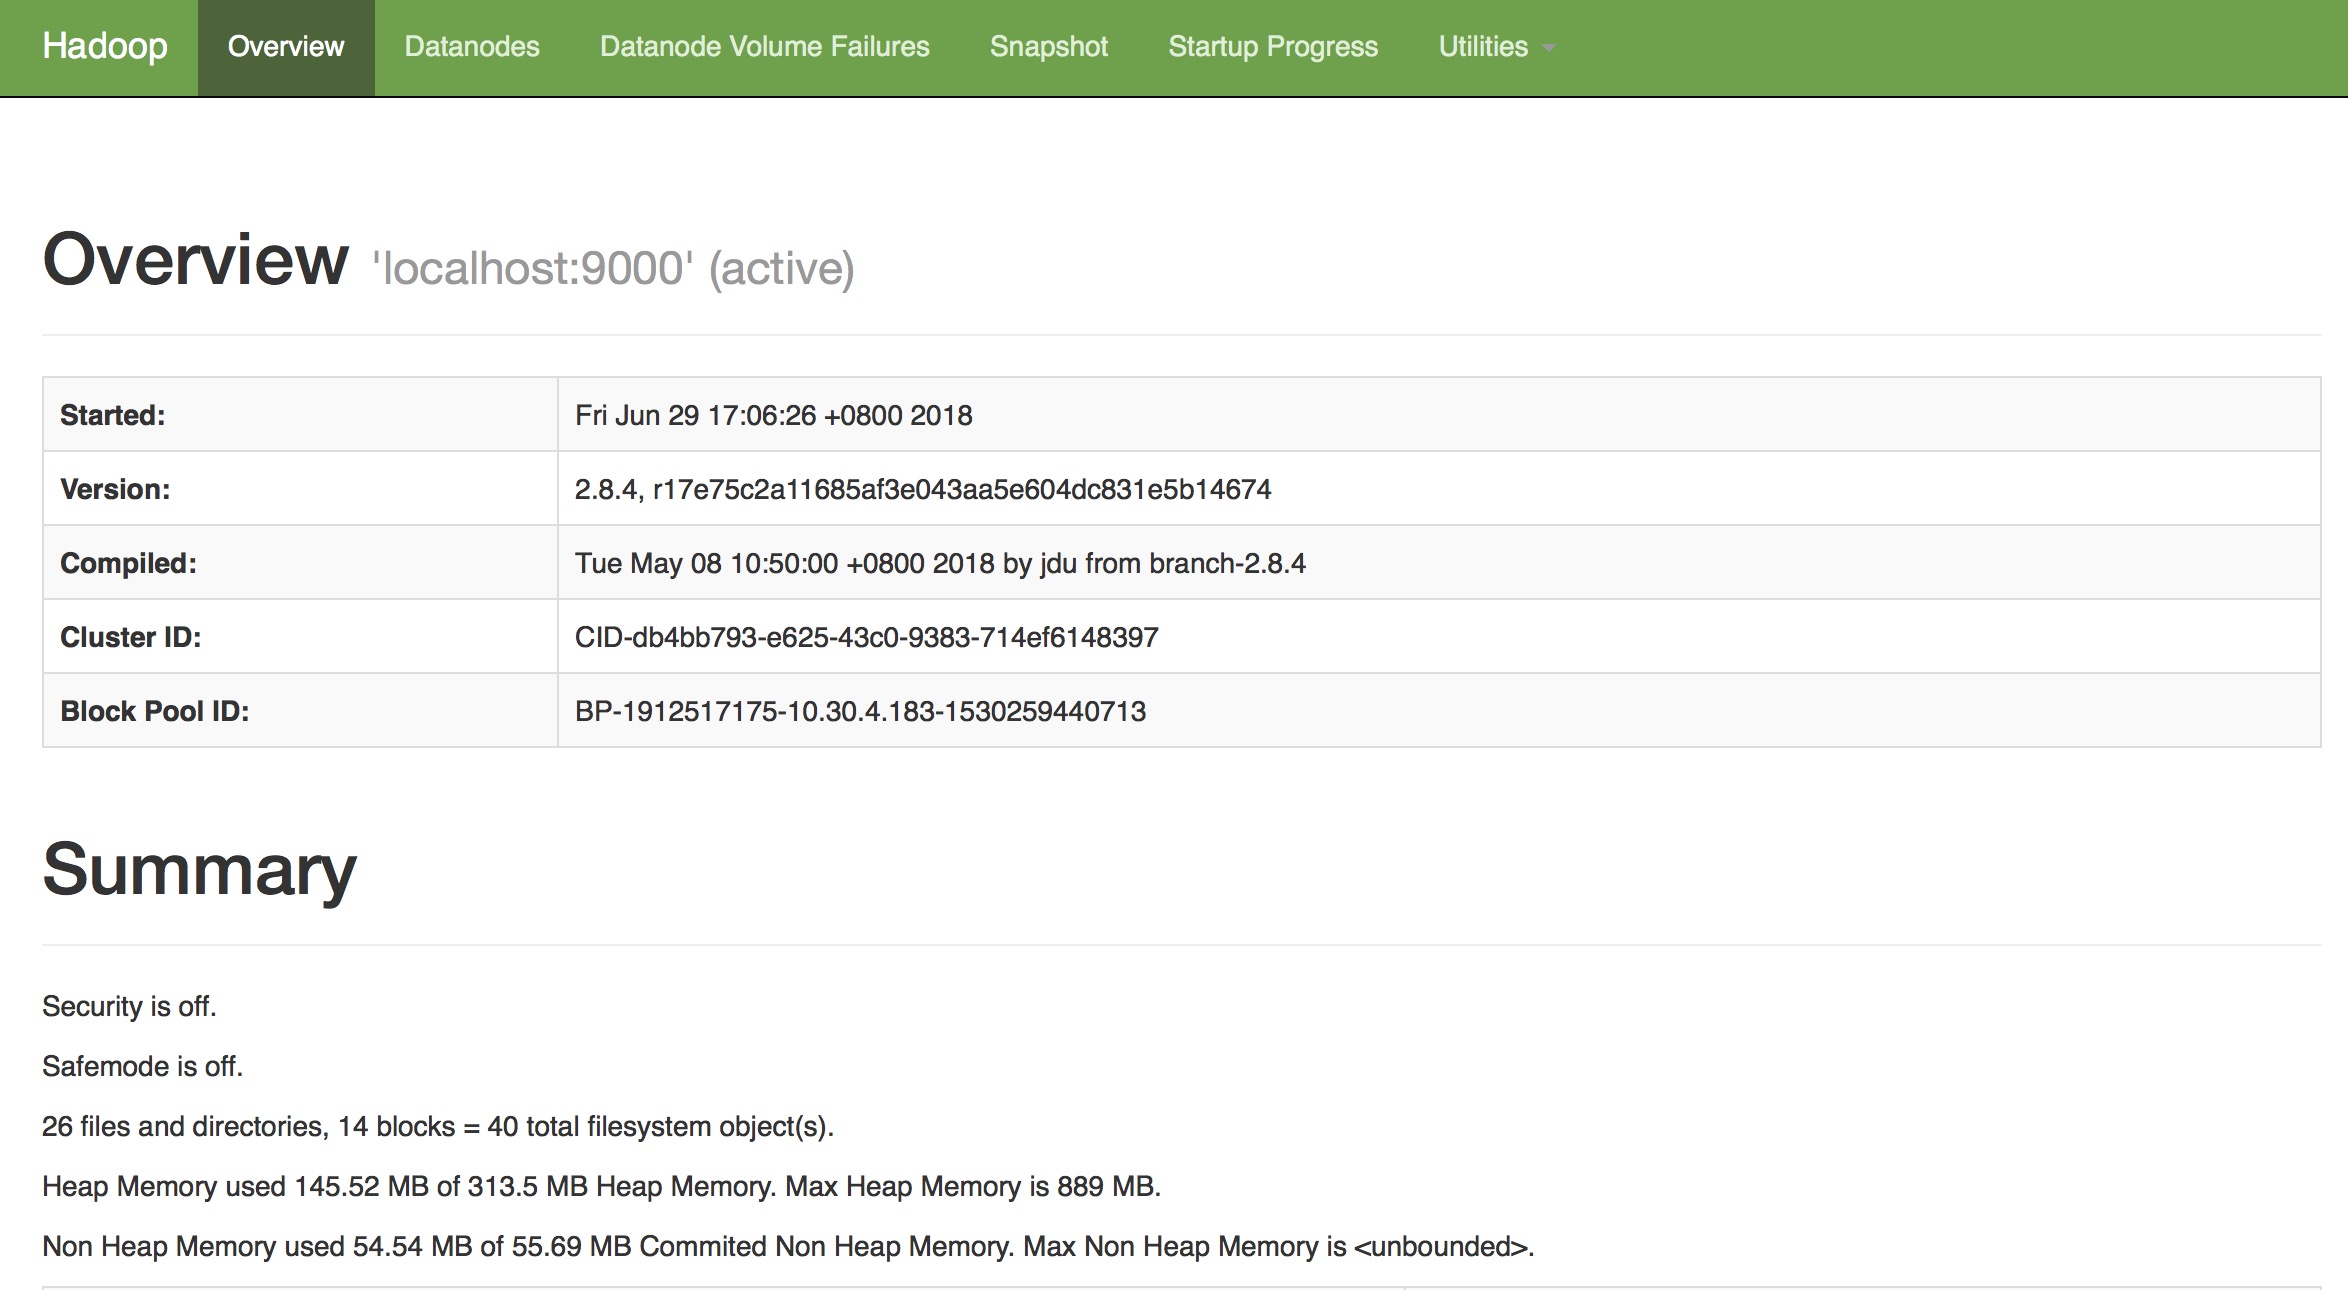 Hadoop Overview Datanodes Datanode Volume Failures Snapshot Startup Progress Utilities
Overview 'localhost:9000' (active)
Started: Fri Jun 29 17:06:26 +0800 2018
Version: 2.8.4, r17e75c2a11685af3e043aa5e604dc831e5b14674
Compiled: Tue May 08 10:50:00 +0800 2018 by jdu from branch-2.8.4
Cluster ID: CID-db4bb793-e625-43c0-9383-714ef6148397
Block Pool ID: BP-1912517175-10.30.4.183-1530259440713
Summary
Security is off.
Safemode is off.
26 files and directories, 14 blocks = 40 total filesystem object(s).
Heap Memory used 145.52 MB of 313.5 MB Heap Memory. Max Heap Memory is 889 MB.
Non Heap Memory used 54.54 MB of 55.69 MB Commited Non Heap Memory. Max Non Heap Memory is <unbounded>.